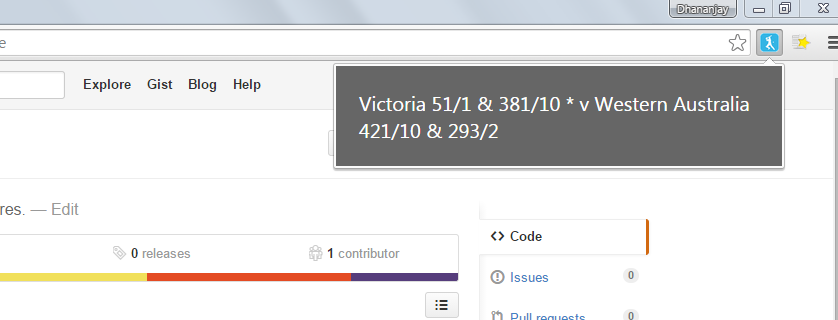 Dhananjay
e
Explore Gist Blog Help
Victoria 51/1 & 381/10 * v Western Australia
421/10 & 293/2
res. — Edit
0 releases
1 contributor
Code
Issues 0
Pull requests 0